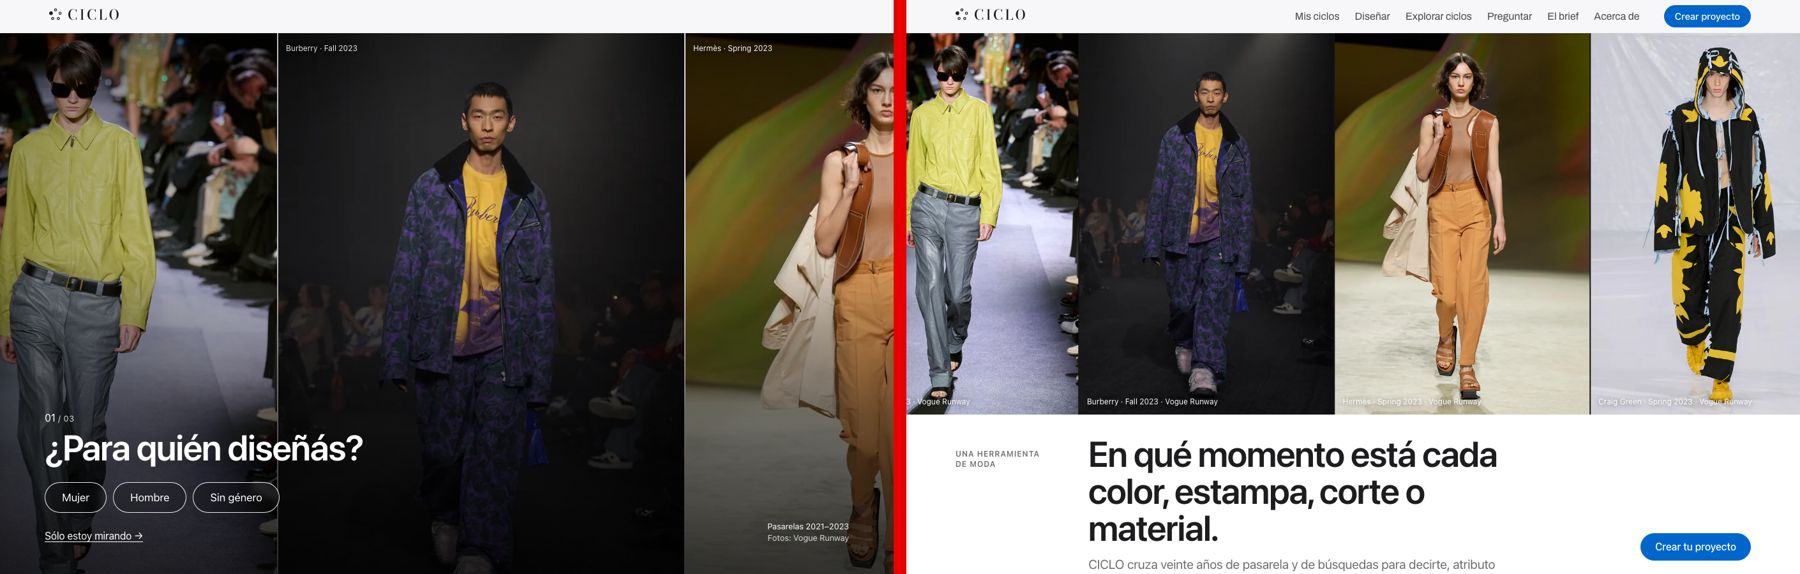 CICLO
Burberry · Fall 2023
Hermès · Spring 2023
01 / 03
¿Para quién diseñás?
Mujer
Hombre
Sin género
Sólo estoy mirando →
Pasarelas 2021–2023
Fotos: Vogue Runway
CICLO
Mis ciclos
Diseñar
Explorar ciclos
Preguntar
El brief
Acerca de
Crear proyecto
3 · Vogue Runway
Burberry · Fall 2023 · Vogue Runway
Hermès · Spring 2023 · Vogue Runway
Craig Green · Spring 2023 · Vogue Runway
UNA HERRAMIENTA
DE MODA
En qué momento está cada
color, estampa, corte o
material.
CICLO cruza veinte años de pasarela y de búsquedas para decirte, atributo
Crear tu proyecto